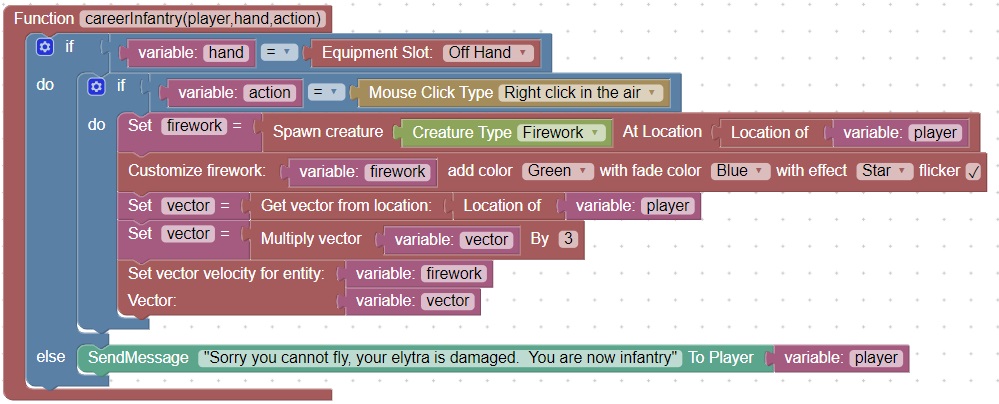 Function careerInfantry(player,hand,action)
if variable: hand = Equipment Slot: Off Hand
do if variable: action = Mouse Click Type Right click in the air
do Set firework = Spawn creature Creature Type Firework At Location Location of variable: player
Customize firework: variable: firework add color Green with fade color Blue with effect Star flicker ✓
Set vector = Get vector from location: Location of variable: player
Set vector = Multiply vector variable: vector By 3
Set vector velocity for entity: variable: firework
Vector: variable: vector
else SendMessage "Sorry you cannot fly, your elytra is damaged.  You are now infantry" To Player variable: player